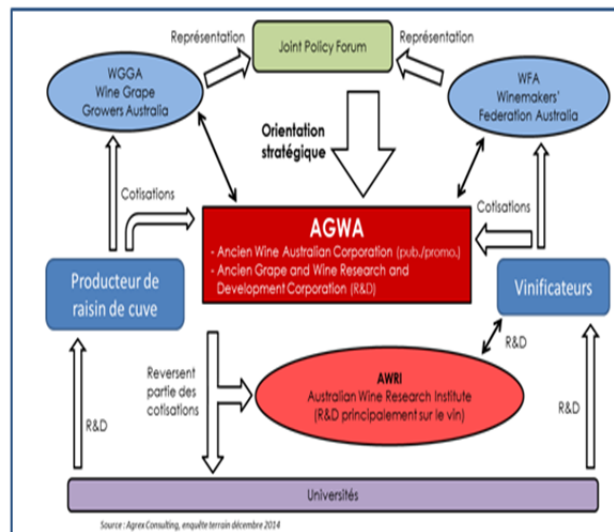 Représentation
Joint Policy Forum
Représentation
WGGA
Wine Grape
Growers Australia
WFA
Winemakers'
Federation Australia
Orientation
stratégique
Cotisations
Cotisations
AGWA
- Ancien Wine Australian Corporation (pub./promo.)
- Ancien Grape and Wine Research and
Development Corporation (R&D)
Producteur de
raisin de cuve
Vinificateurs
R&D
Reversent
partie des
cotisations
AWRI
Australian Wine Research Institute
(R&D principalement sur le vin)
R&D
R&D
Universités
Source : Agrex Consulting, enquête terrain décembre 2014